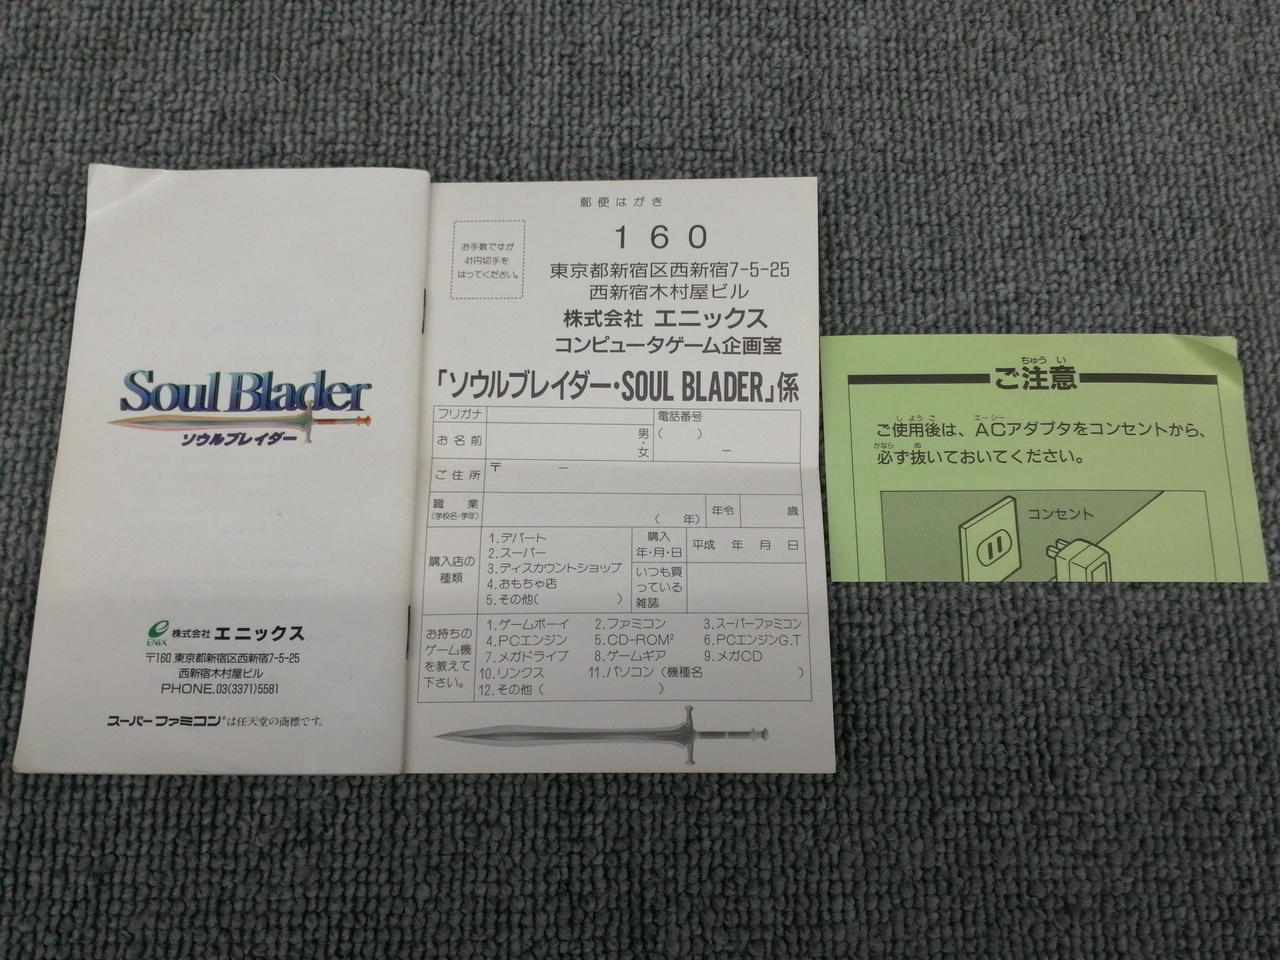 Soul Blader
ソウルブレイダー
ENIX
株式会社 エニックス
〒160 東京都新宿区西新宿7-5-25
西新宿木村屋ビル
PHONE.03(3371)5581
スーパーファミコン®は任天堂の商標です。
郵便はがき
お手数ですが
41円切手を
はってください。
160
東京都新宿区西新宿7-5-25
西新宿木村屋ビル
株式会社 エニックス
コンピュータゲーム企画室
「ソウルブレイダー・SOUL BLADER」係
フリガナ
お名前
男・女
電話番号
( ) −
ご住所
〒 −
職業
(学校名・学年)
( 年)
年令
歳
購入店の
種類
1.デパート
2.スーパー
3.ディスカウントショップ
4.おもちゃ店
5.その他( )
購入
年・月・日
平成 年 月 日
いつも買
っている
雑誌
お持ちの
ゲーム機
を教えて
下さい。
1.ゲームボーイ 2.ファミコン 3.スーパーファミコン
4.PCエンジン 5.CD-ROM² 6.PCエンジンG.T
7.メガドライブ 8.ゲームギア 9.メガCD
10.リンクス 11.パソコン(機種名 )
12.その他( )
ちゅうい
ご注意
しようご エーシー
ご使用後は、ACアダプタをコンセントから、
かなら ぬ
必ず抜いておいてください。
コンセント